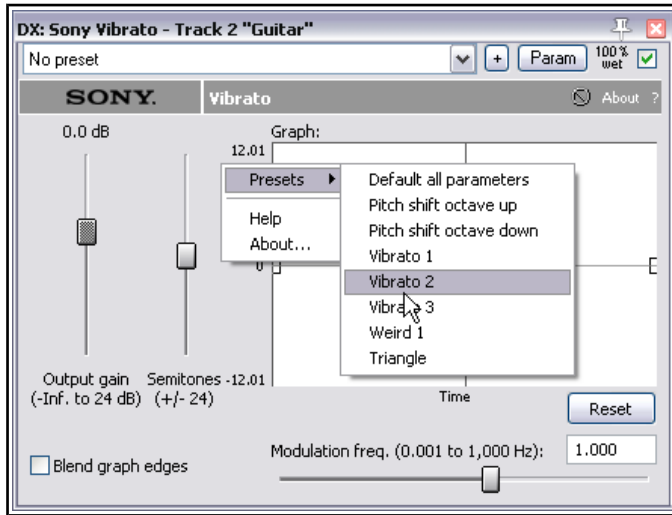 DX: Sony Vibrato - Track 2 "Guitar"
No preset
+
Param
100 %
wet
SONY.
Vibrato
About ?
0.0 dB
Graph:
12.01
Presets
Default all parameters
Pitch shift octave up
Pitch shift octave down
Help
About...
Vibrato 1
0
Vibrato 2
Vibrato 3
Weird 1
Triangle
Output gain
(-Inf. to 24 dB)
Semitones
(+/- 24)
-12.01
Time
Reset
Blend graph edges
Modulation freq. (0.001 to 1,000 Hz):
1.000